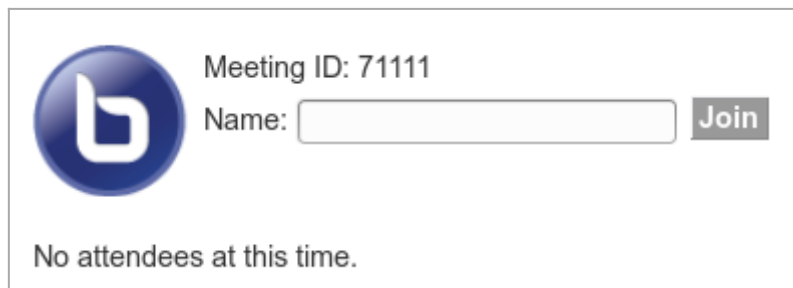 Meeting ID: 71111
Name:
Join
No attendees at this time.